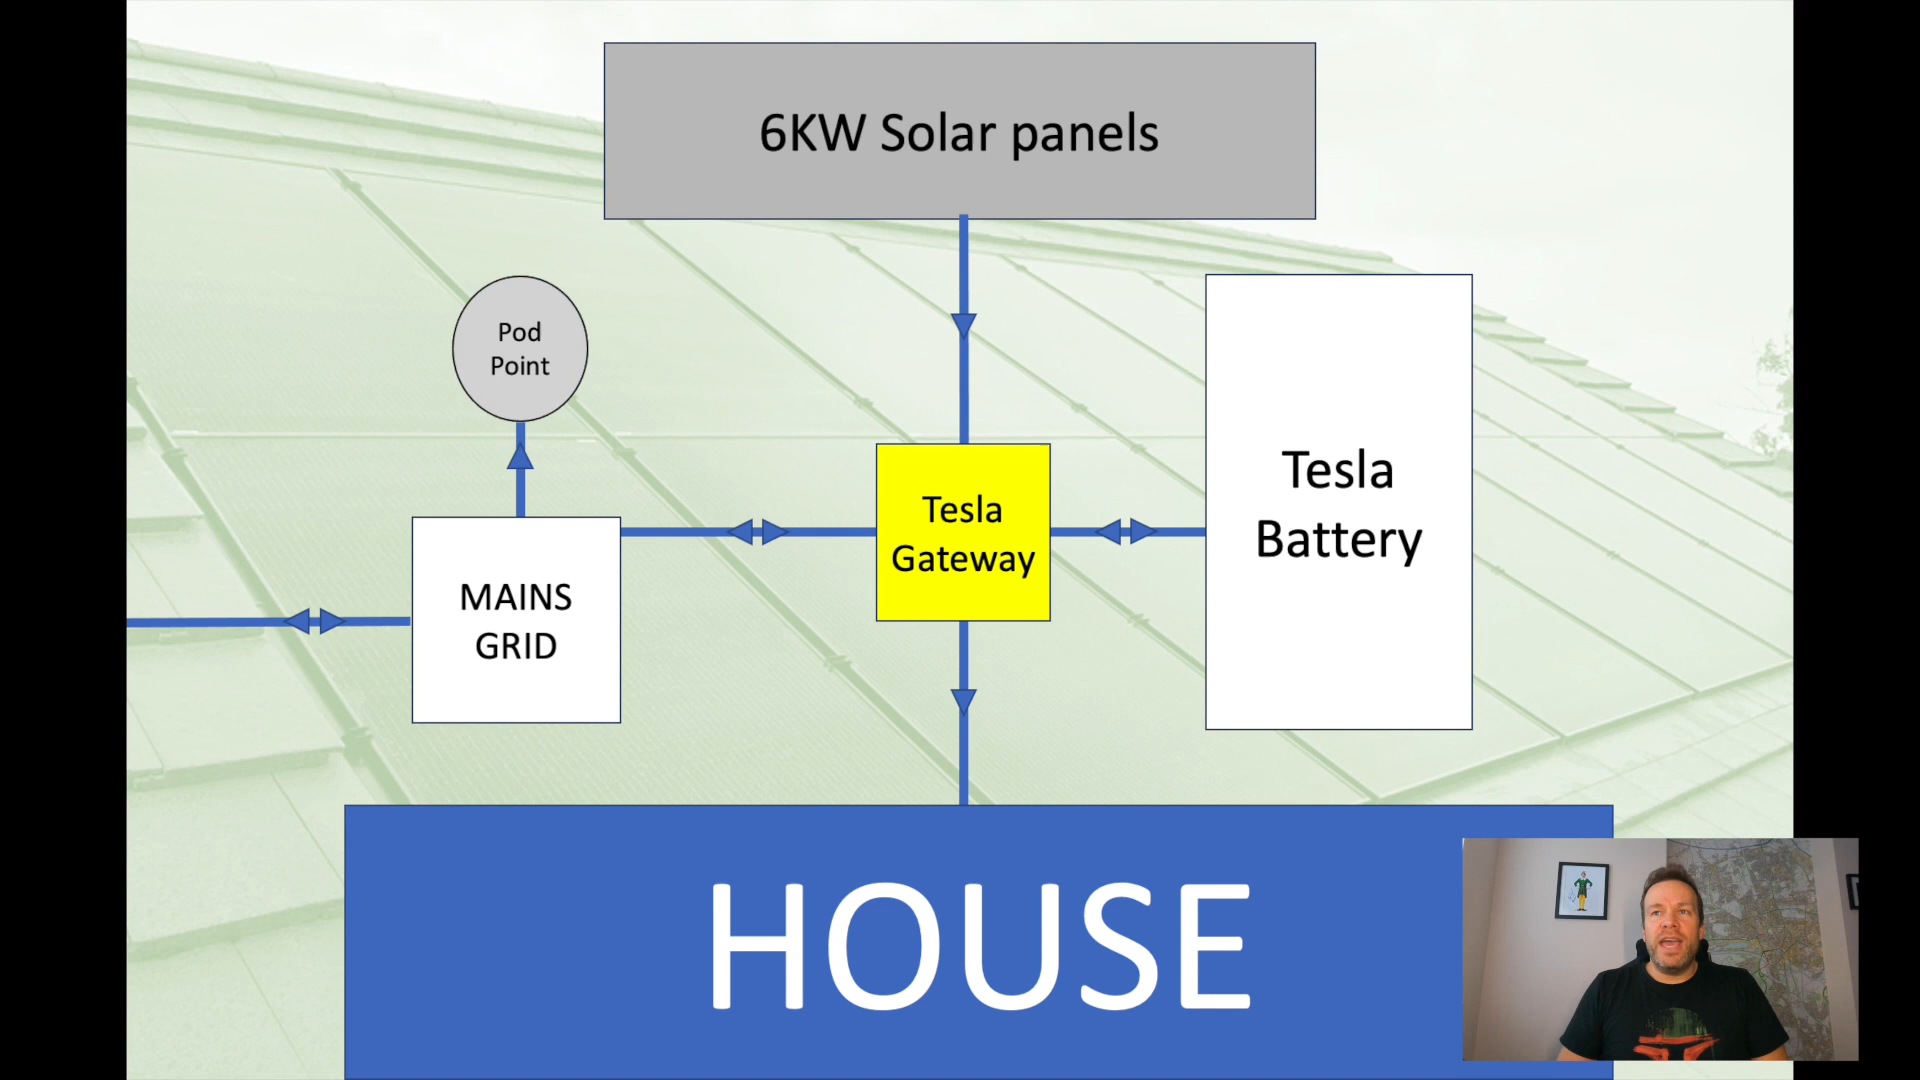 6KW Solar panels
Pod
Point
Tesla
Gateway
Tesla
Battery
MAINS
GRID
HOUSE